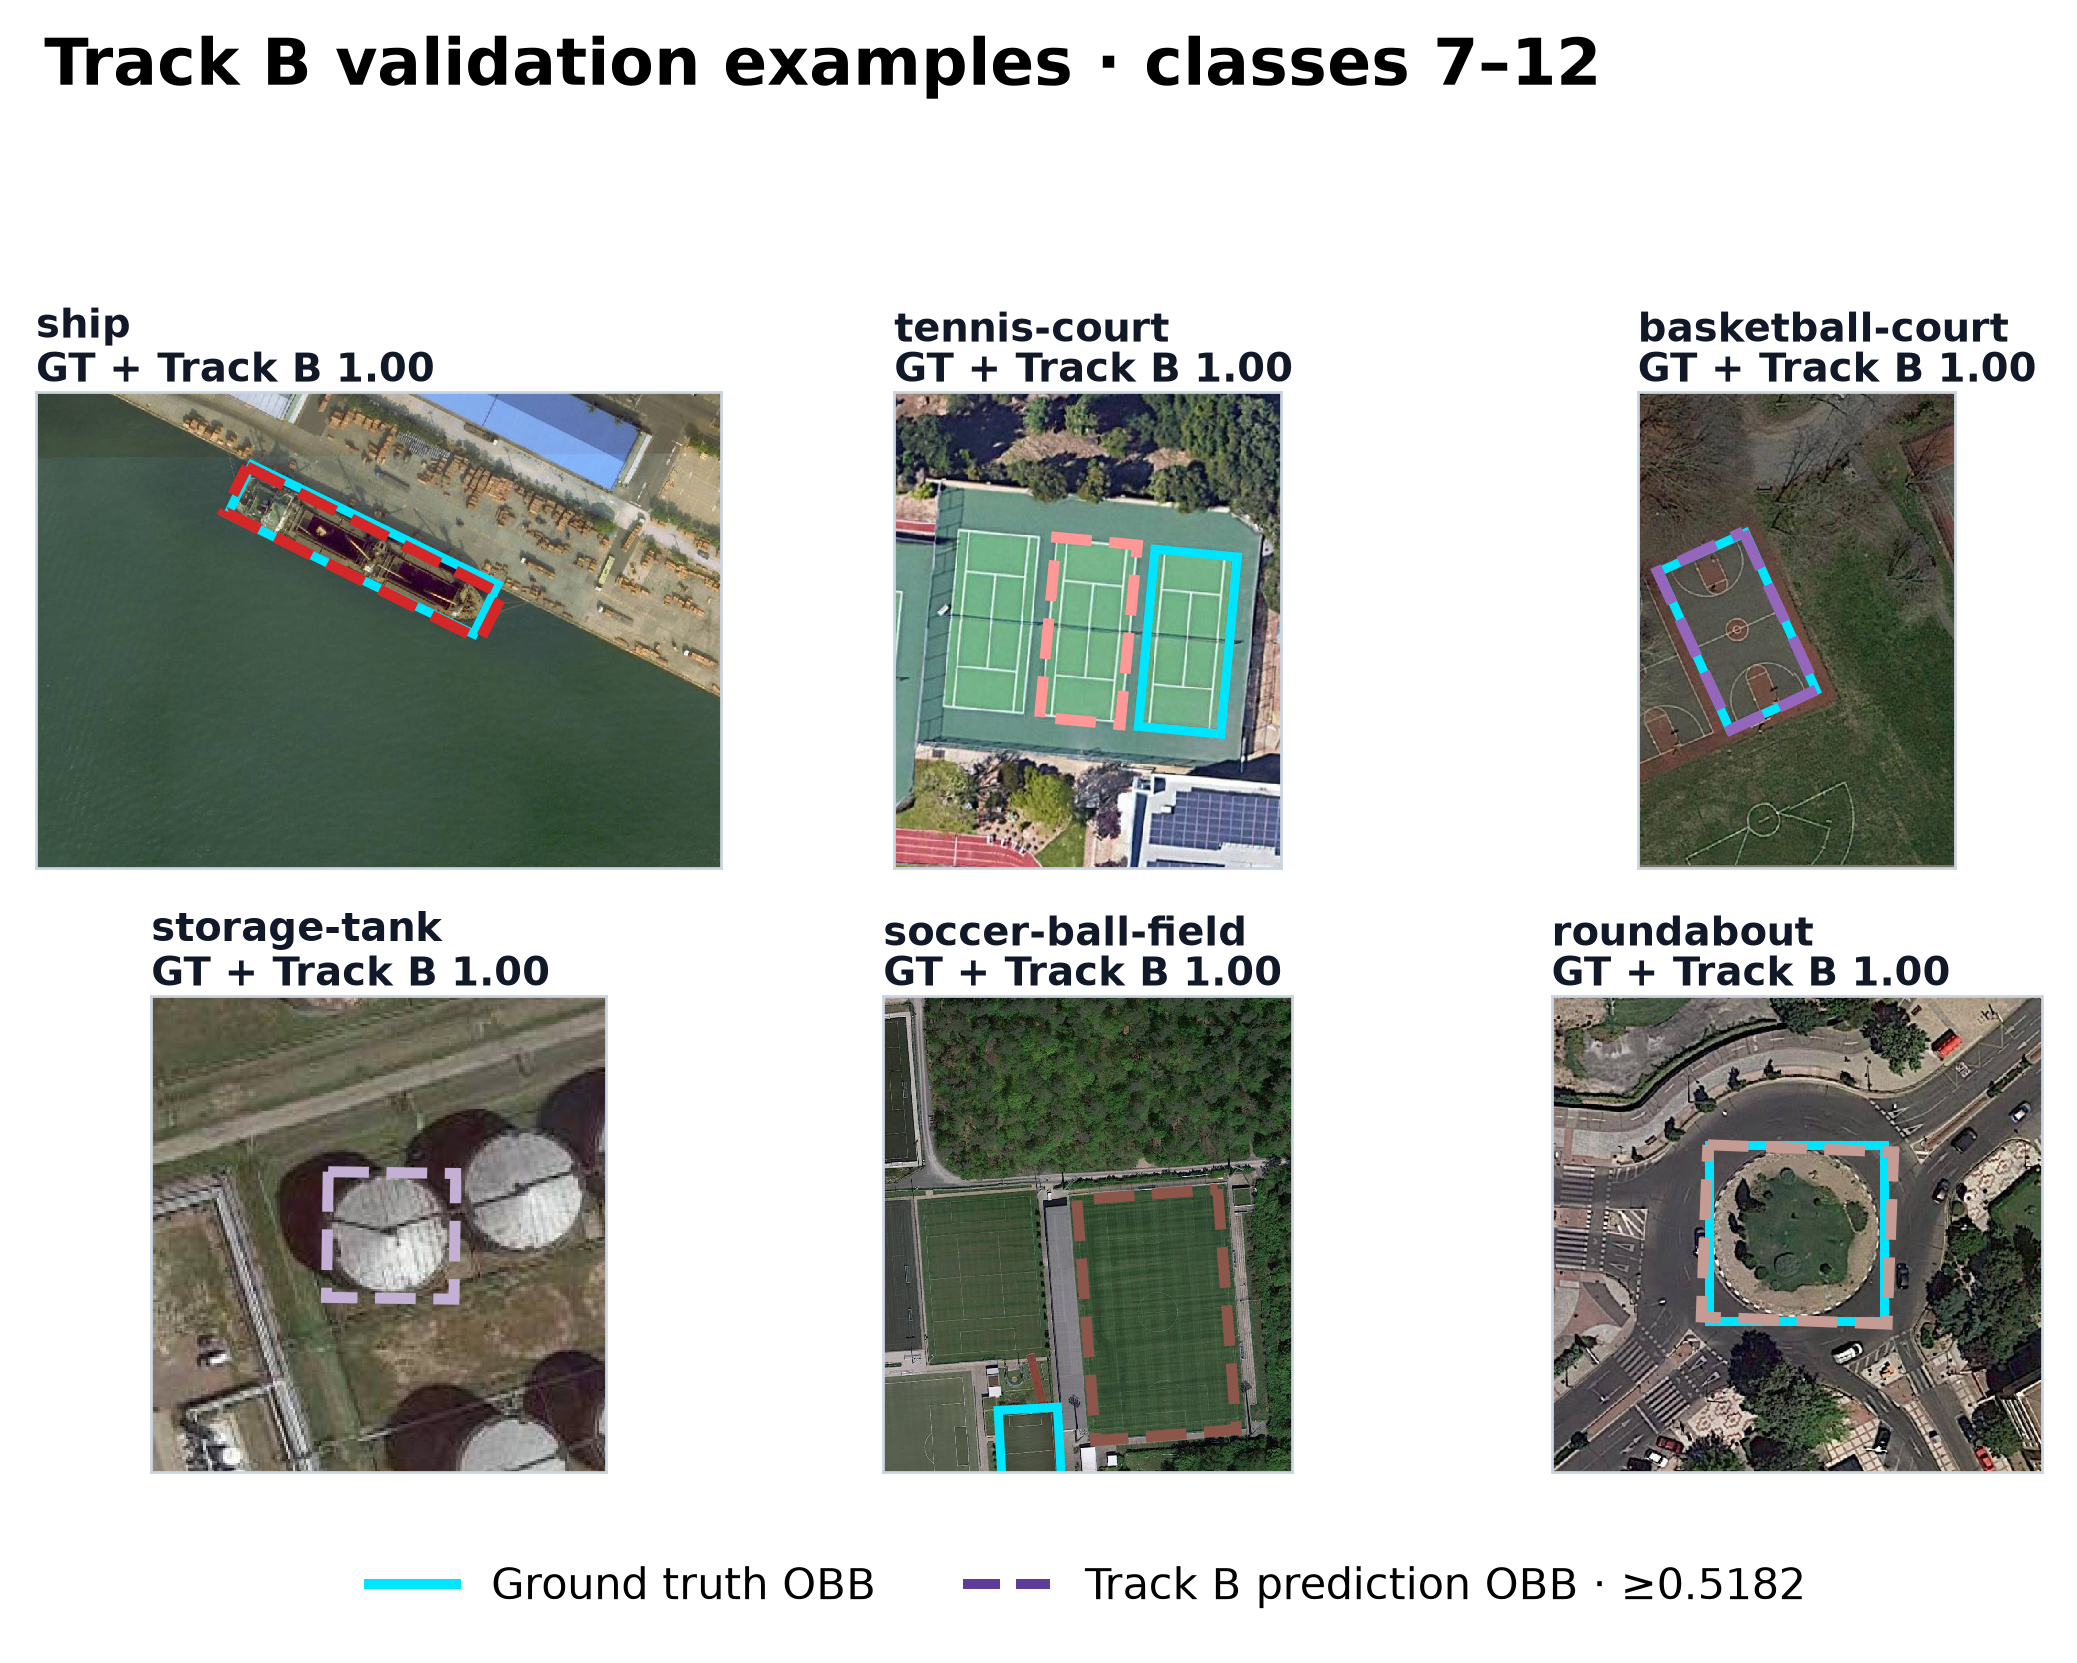 Track B validation examples · classes 7–12
ship
GT + Track B 1.00
tennis-court
GT + Track B 1.00
basketball-court
GT + Track B 1.00
storage-tank
GT + Track B 1.00
soccer-ball-field
GT + Track B 1.00
roundabout
GT + Track B 1.00
Ground truth OBB
Track B prediction OBB · ≥0.5182